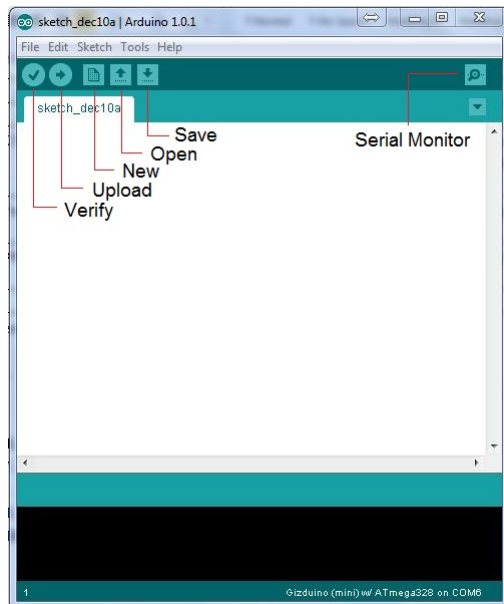 sketch_dec10a | Arduino 1.0.1
File Edit Sketch Tools Help
sketch_dec10a
Save
Serial Monitor
Open
New
Upload
Verify
1
Gizduino (mini) w/ ATmega328 on COM6